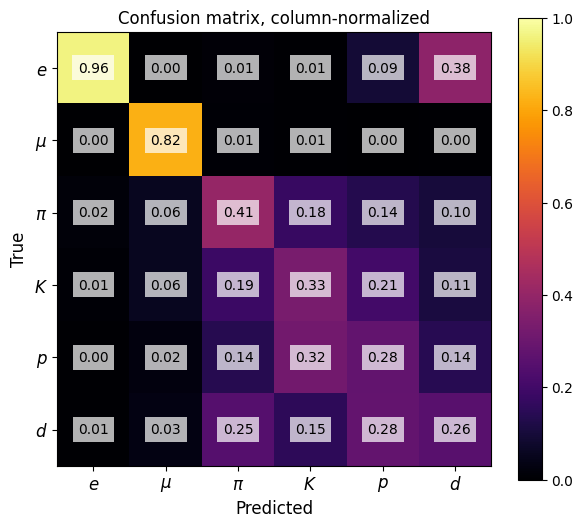 Confusion matrix, column-normalized
1.0
e 0.96 0.00 0.01 0.01 0.09 0.38
0.8
μ 0.00 0.82 0.01 0.01 0.00 0.00
0.6
π 0.02 0.06 0.41 0.18 0.14 0.10
True
K 0.01 0.06 0.19 0.33 0.21 0.11
0.4
p 0.00 0.02 0.14 0.32 0.28 0.14
0.2
d 0.01 0.03 0.25 0.15 0.28 0.26
0.0
e μ π K p d
Predicted